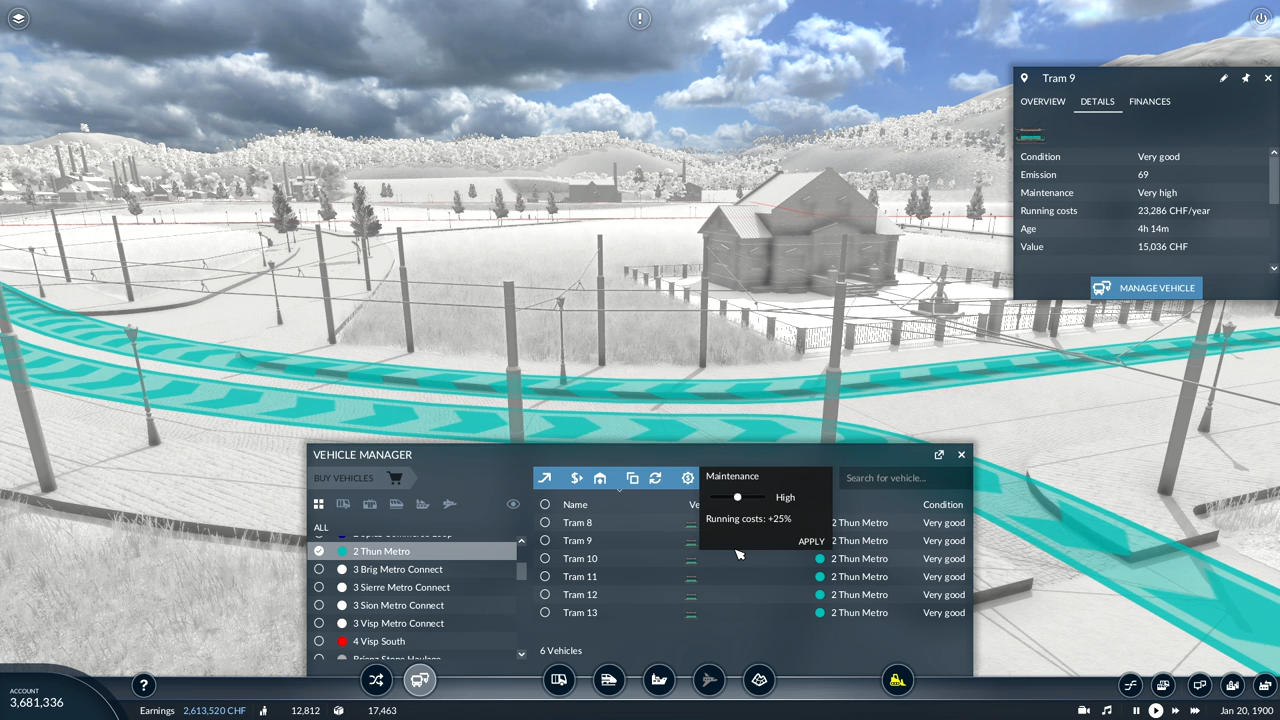 Tram 9
OVERVIEW DETAILS FINANCES
Condition Very good
Emission 69
Maintenance Very high
Running costs 23,286 CHF/year
Age 4h 14m
Value 15,036 CHF
MANAGE VEHICLE
VEHICLE MANAGER
BUY VEHICLES
Maintenance
High
Running costs: +25%
APPLY
Search for vehicle...
ALL
2 Thun Metro
3 Brig Metro Connect
3 Sierre Metro Connect
3 Sion Metro Connect
3 Visp Metro Connect
4 Visp South
Brienz Stone Haulage
Name Ve Condition
Tram 8 2 Thun Metro Very good
Tram 9 2 Thun Metro Very good
Tram 10 2 Thun Metro Very good
Tram 11 2 Thun Metro Very good
Tram 12 2 Thun Metro Very good
Tram 13 2 Thun Metro Very good
6 Vehicles
ACCOUNT
3,681,336
?
Earnings 2,613,520 CHF 12,812 17,463
Jan 20, 1900